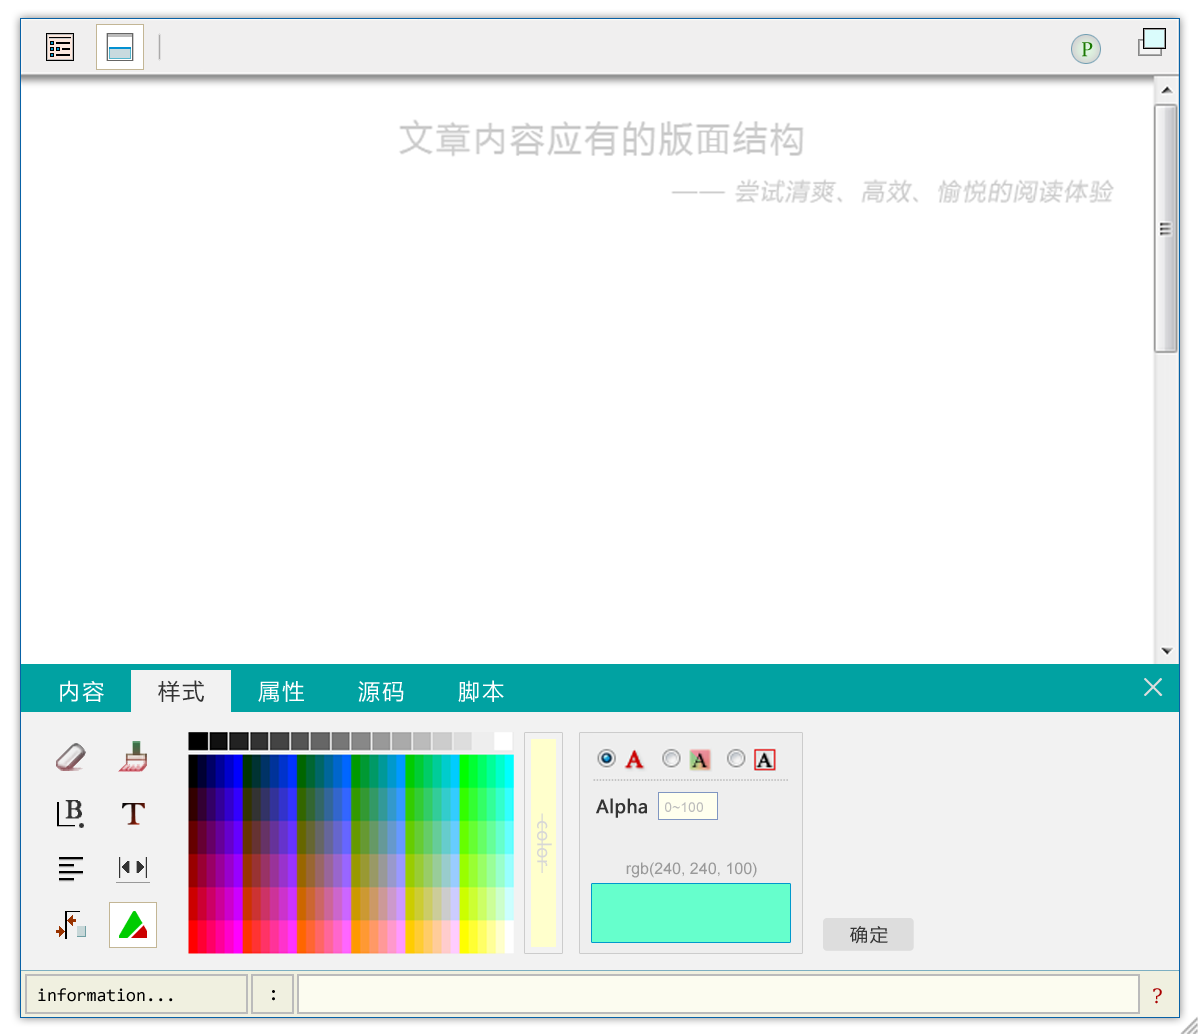 P
文章内容应有的版面结构
—— 尝试清爽、高效、愉悦的阅读体验
内容 样式 属性 源码 脚本
A A A
B T
Alpha 0~100
-color-
rgb(240, 240, 100)
确定
information... : ?